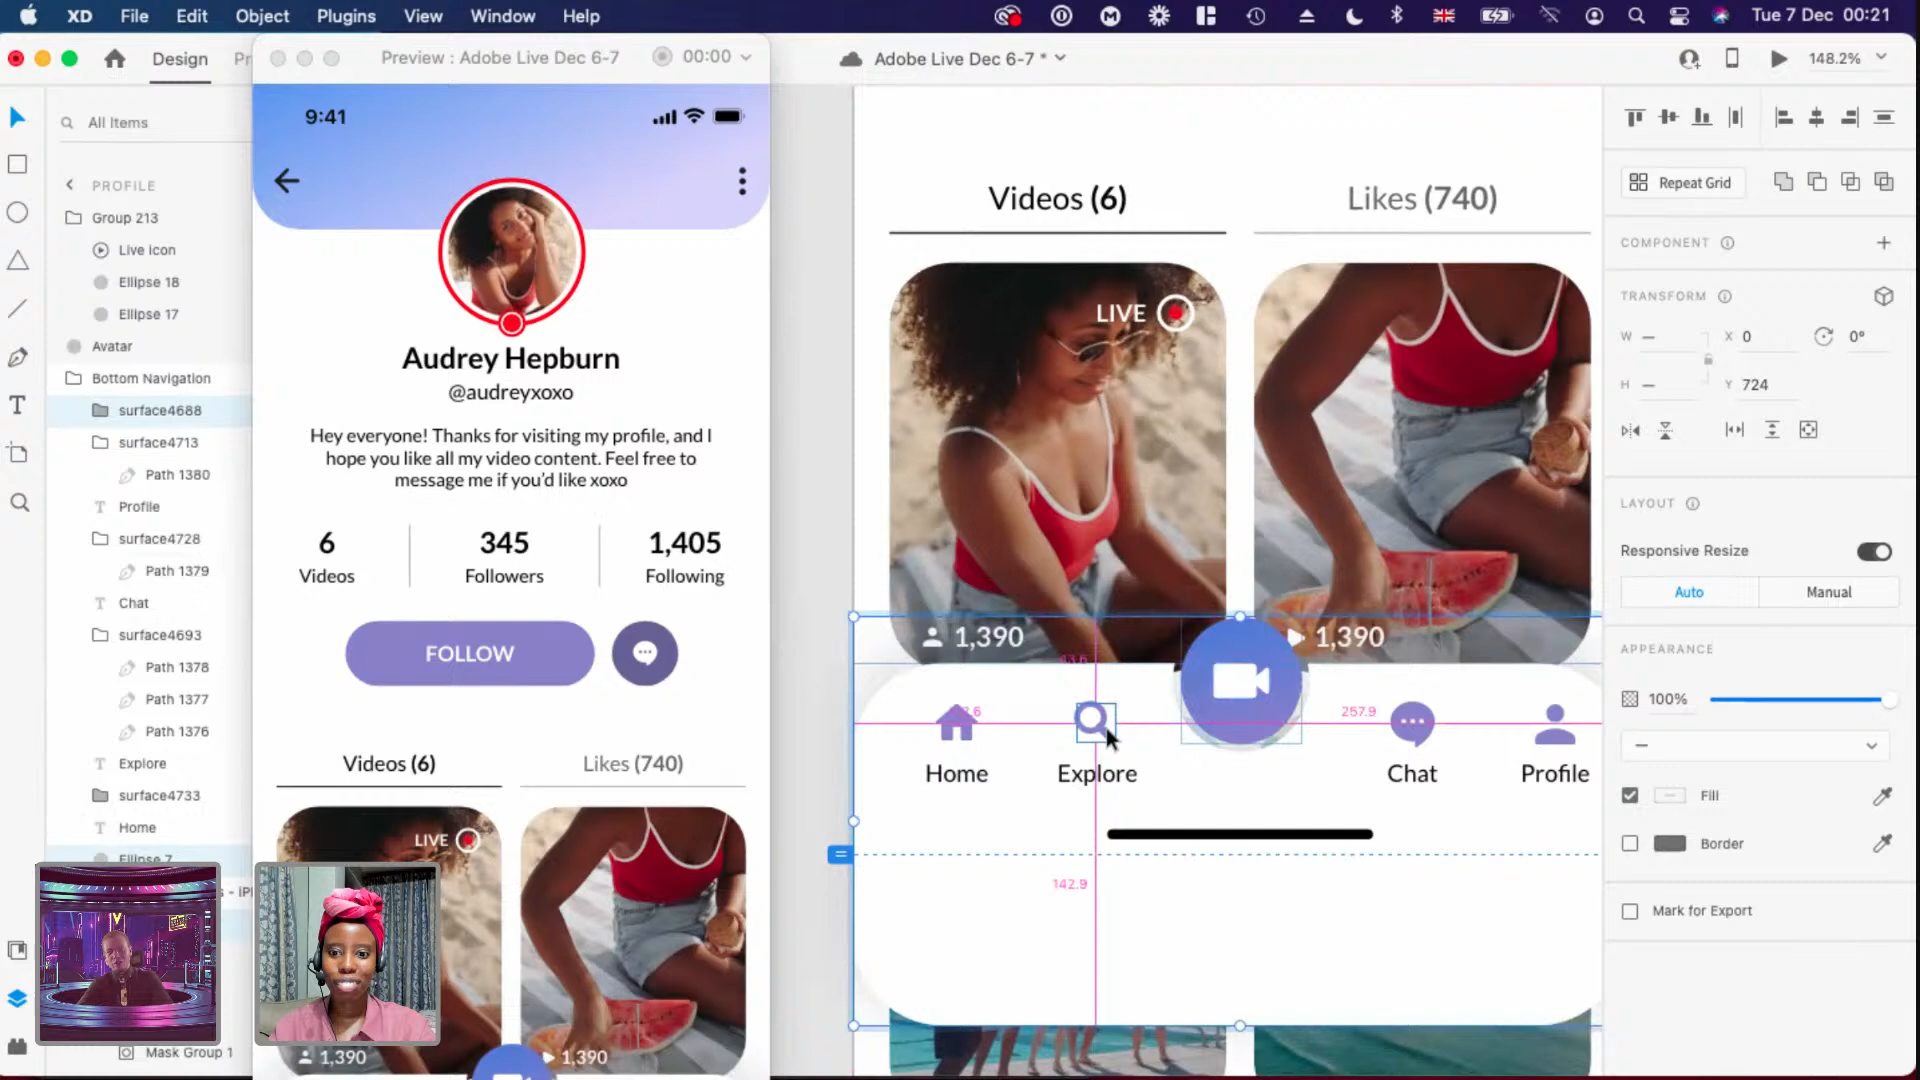 XD File Edit Object Plugins View Window Help
Tue 7 Dec 00:21
Design
Preview : Adobe Live Dec 6-7
00:00
Adobe Live Dec 6-7 *
148.2%
All Items
PROFILE
Group 213
Live icon
Ellipse 18
Ellipse 17
Avatar
Bottom Navigation
surface4688
surface4713
Path 1380
Profile
surface4728
Path 1379
Chat
surface4693
Path 1378
Path 1377
Path 1376
Explore
surface4733
Home
Ellipse 7
Mask Group 1
9:41
Audrey Hepburn
@audreyxoxo
Hey everyone! Thanks for visiting my profile, and I
hope you like all my video content. Feel free to
message me if you'd like xoxo
6
Videos
345
Followers
1,405
Following
FOLLOW
Videos (6)
Likes (740)
LIVE
1,390
1,390
Videos (6)
Likes (740)
LIVE
1,390
1,390
43.6
257.9
Home
Explore
Chat
Profile
142.9
Repeat Grid
COMPONENT
TRANSFORM
W — X 0 0°
H — Y 724
LAYOUT
Responsive Resize
Auto
Manual
APPEARANCE
100%
—
Fill
Border
Mark for Export